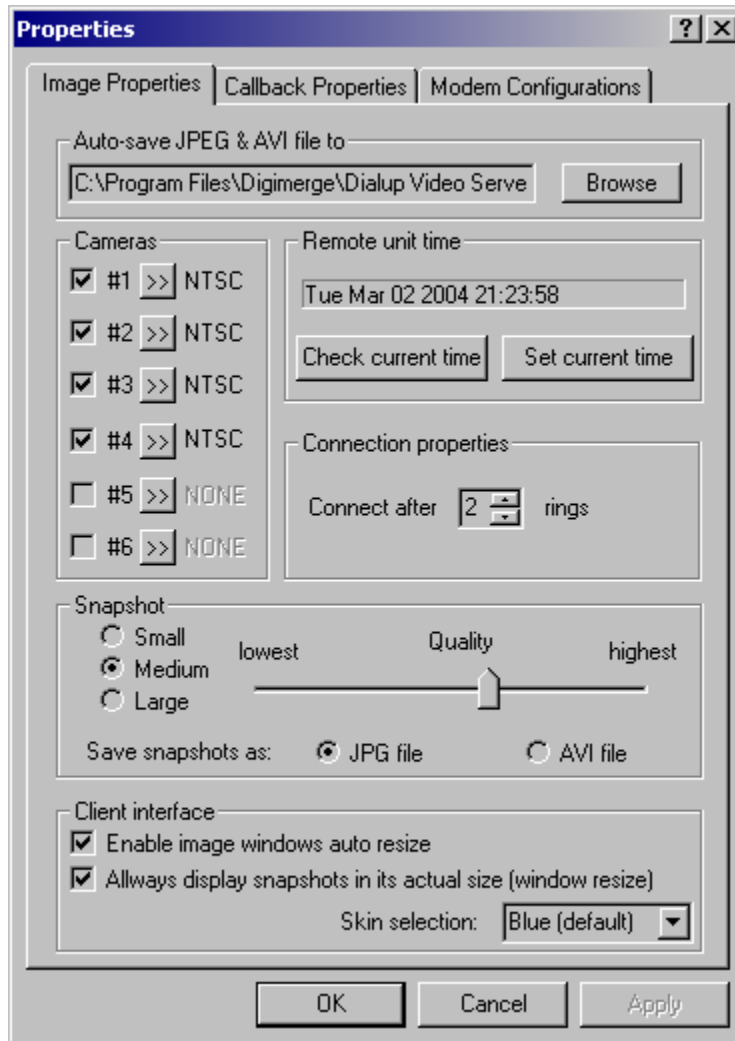 Properties
Image Properties Callback Properties Modem Configurations
Auto-save JPEG & AVI file to
C:\Program Files\Digimerge\Dialup Video Serve Browse
Cameras
#1 >> NTSC
#2 >> NTSC
#3 >> NTSC
#4 >> NTSC
#5 >> NONE
#6 >> NONE
Remote unit time
Tue Mar 02 2004 21:23:58
Check current time Set current time
Connection properties
Connect after 2 rings
Snapshot
Small
Medium
Large
lowest Quality highest
Save snapshots as: JPG file AVI file
Client interface
Enable image windows auto resize
Allways display snapshots in its actual size (window resize)
Skin selection: Blue (default)
OK Cancel Apply